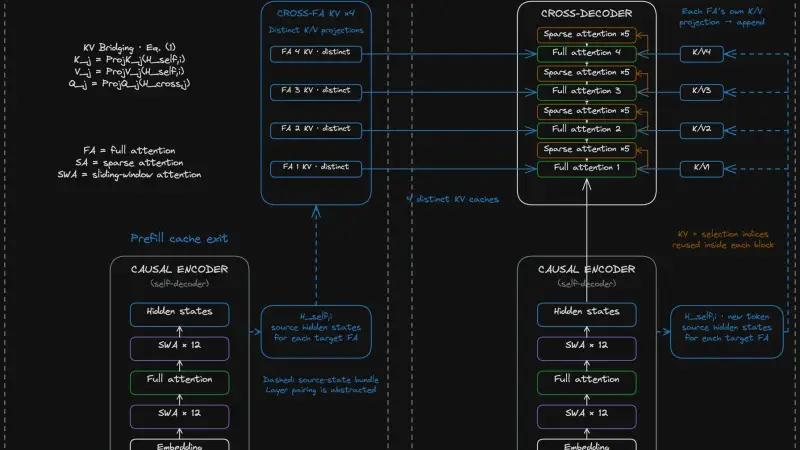 KV Bridging · Eq. (1)
K_j = ProjK_j(H_self,i)
V_j = ProjV_j(H_self,i)
Q_j = ProjQ_j(H_cross,j)
FA = full attention
SA = sparse attention
SWA = sliding-window attention
Prefill cache exit
CAUSAL ENCODER
(self-decoder)
Hidden states
SWA × 12
Full attention
SWA × 12
Embedding
CROSS-FA KV ×4
Distinct K/V projections
FA 4 KV · distinct
FA 3 KV · distinct
FA 2 KV · distinct
FA 1 KV · distinct
H_self,i
source hidden states
for each target FA
Dashed: source-state bundle
Layer pairing is abstracted
4 distinct KV caches
CROSS-DECODER
Sparse attention ×5
Full attention 4
Sparse attention ×5
Full attention 3
Sparse attention ×5
Full attention 2
Sparse attention ×5
Full attention 1
CAUSAL ENCODER
(self-decoder)
Hidden states
SWA × 12
Full attention
SWA × 12
Embedding
Each FA's own K/V
projection → append
K/V4
K/V3
K/V2
K/V1
KV + selection indices
reused inside each block
H_self,i · new token
source hidden states
for each target FA